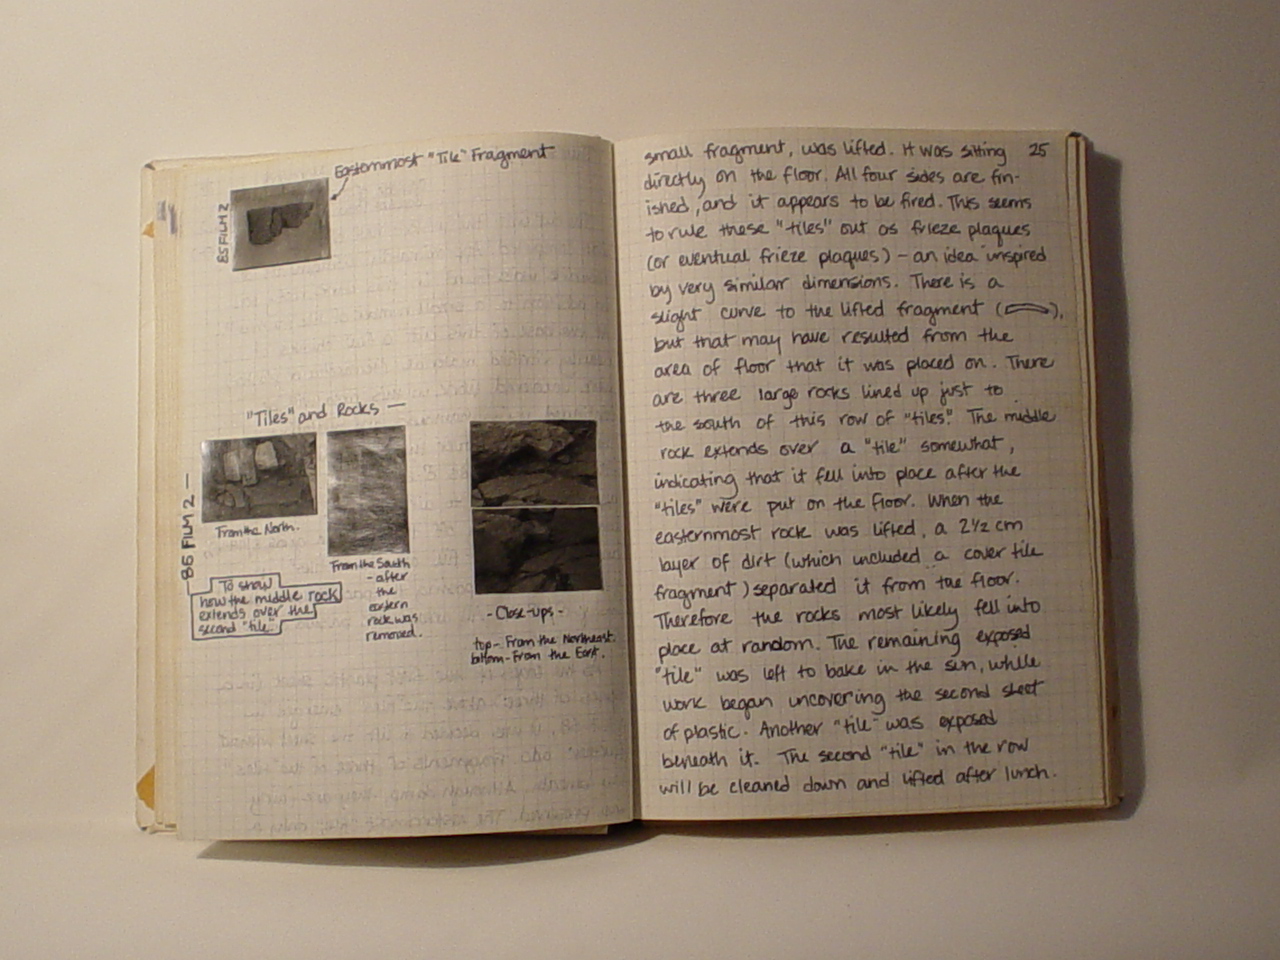 Easternmost "Tile" Fragment
85 FILM 2
"Tiles" and Rocks —
— 86 FILM 2 —
From the North.
To show
how the middle rock
extends over the
second "tile".
From the South
- after
the
eastern
rock was
removed.
- Close-ups -
top - From the Northeast.
bottom - From the East.
25
small fragment, was lifted. It was sitting
directly on the floor. All four sides are fin-
ished, and it appears to be fired. This seems
to rule these "tiles" out as frieze plaques
(or eventual frieze plaques) - an idea inspired
by very similar dimensions. There is a
slight curve to the lifted fragment ( ),
but that may have resulted from the
area of floor that it was placed on. There
are three large rocks lined up just to
the south of this row of "tiles." The middle
rock extends over a "tile" somewhat,
indicating that it fell into place after the
"tiles" were put on the floor. When the
easternmost rock was lifted, a 2½ cm
layer of dirt (which included a cover tile
fragment) separated it from the floor.
Therefore the rocks most likely fell into
place at random. The remaining exposed
"tile" was left to bake in the sun, while
work began uncovering the second sheet
of plastic. Another "tile" was exposed
beneath it. The second "tile" in the row
will be cleaned down and lifted after lunch.